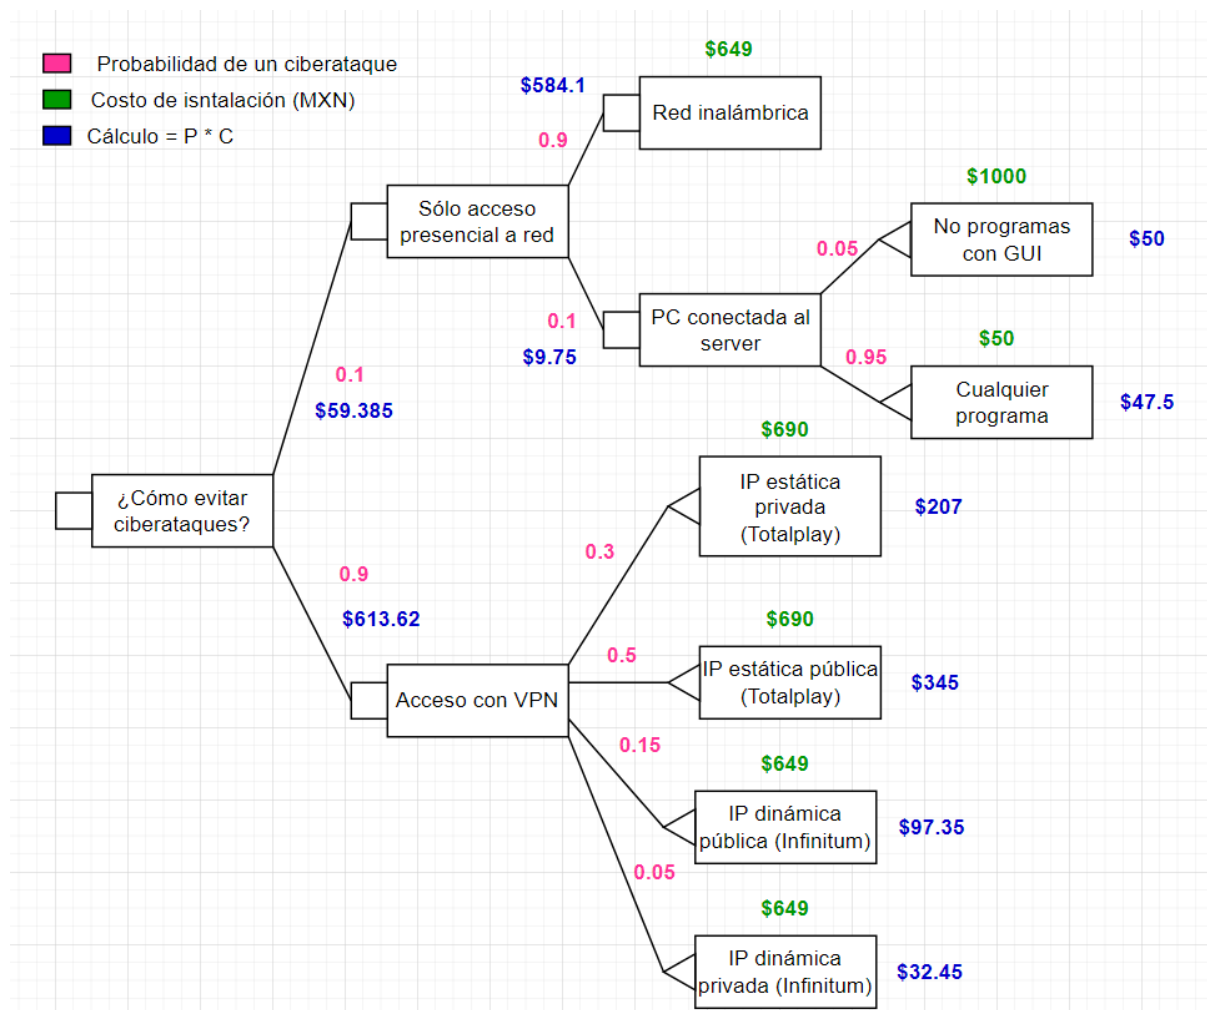 Probabilidad de un ciberataque
Costo de isntalación (MXN)
Cálculo = P * C
$649
$584.1
Red inalámbrica
0.9
$1000
Sólo acceso
presencial a red
No programas
con GUI
$50
0.05
PC conectada al
server
0.1
$9.75
$50
0.95
Cualquier
programa
$47.5
0.1
$59.385
$690
IP estática
privada
(Totalplay)
$207
¿Cómo evitar
ciberataques?
0.3
0.9
$613.62
$690
0.5
IP estática pública
(Totalplay)
$345
Acceso con VPN
0.15
$649
IP dinámica
pública (Infinitum)
$97.35
0.05
$649
IP dinámica
privada (Infinitum)
$32.45